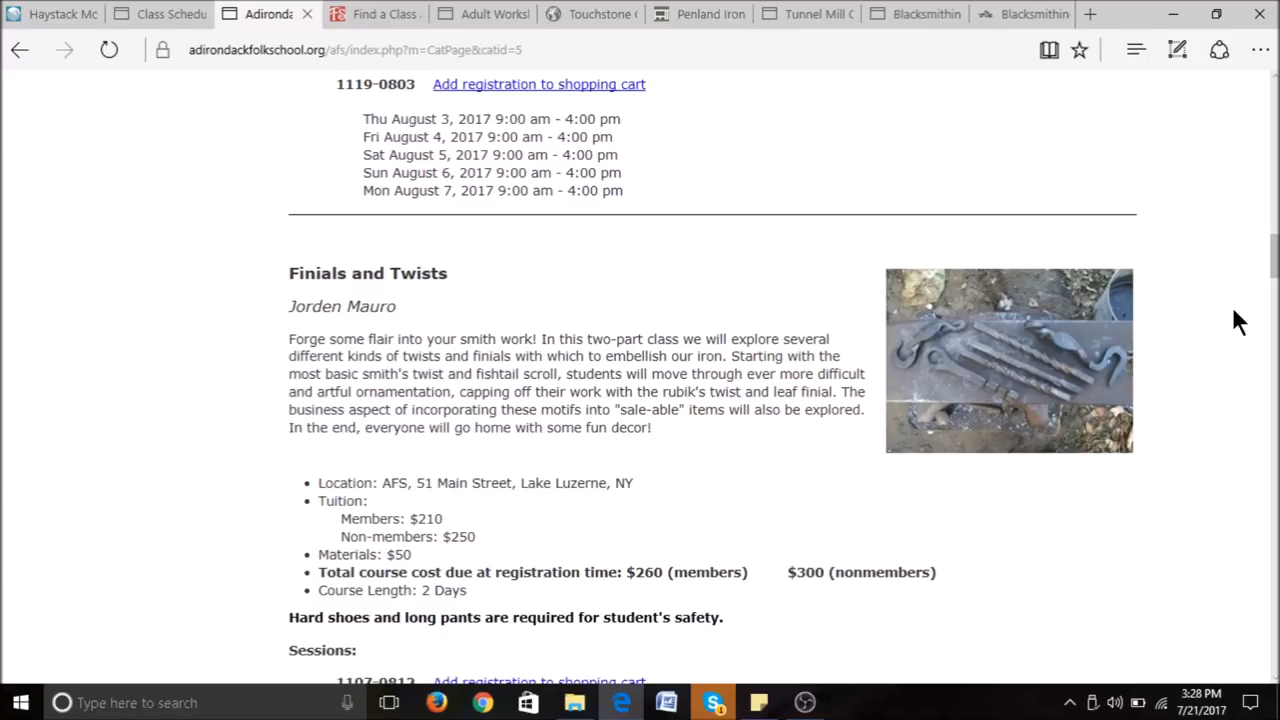 Haystack Mc
Class Schedu
Adironda
Find a Class
Adult Works
Touchstone
Penland Iron
Tunnel Mill C
Blacksmithin
Blacksmithin
adirondackfolkschool.org/afs/index.php?m=CatPage&catid=5
1119-0803 Add registration to shopping cart
Thu August 3, 2017 9:00 am - 4:00 pm
Fri August 4, 2017 9:00 am - 4:00 pm
Sat August 5, 2017 9:00 am - 4:00 pm
Sun August 6, 2017 9:00 am - 4:00 pm
Mon August 7, 2017 9:00 am - 4:00 pm
Finials and Twists
Jorden Mauro
Forge some flair into your smith work! In this two-part class we will explore several
different kinds of twists and finials with which to embellish our iron. Starting with the
most basic smith's twist and fishtail scroll, students will move through ever more difficult
and artful ornamentation, capping off their work with the rubik's twist and leaf finial. The
business aspect of incorporating these motifs into "sale-able" items will also be explored.
In the end, everyone will go home with some fun decor!
• Location: AFS, 51 Main Street, Lake Luzerne, NY
• Tuition:
Members: $210
Non-members: $250
• Materials: $50
• Total course cost due at registration time: $260 (members) $300 (nonmembers)
• Course Length: 2 Days
Hard shoes and long pants are required for student's safety.
Sessions:
1107-0812 Add registration to shopping cart
Type here to search
3:28 PM
7/21/2017